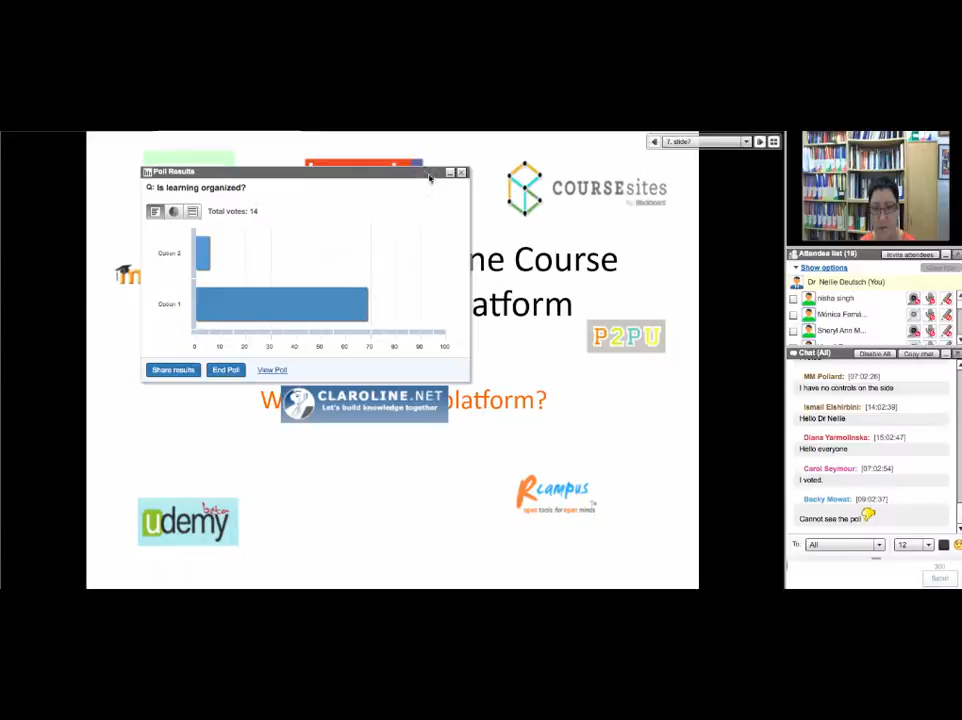 Poll Results
Q: Is learning organized?
Total votes: 14
Option 2
Option 1
0 10 20 30 40 50 60 70 80 90 100
Share results
End Poll
View Poll
7. slide7
COURSEsites
by Blackboard
ne Course
atform
P2PU
W
platform?
CLAROLINE.NET
Let's build knowledge together
Rcampus
open tools for open minds
udemy
beta
Attendee list (19)
Invite attendees
Show options
Dr Nellie Deutsch (You)
nisha singh
Mónica Ferná...
Sheryl Ann M...
Chat (All)
Disable All
Copy chat
MM Pollard: [07:02:26]
I have no controls on the side
Ismail Elshirbini: [14:02:39]
Hello Dr Nellie
Diana Yarmolinska: [15:02:47]
Hello everyone
Carol Seymour: [07:02:54]
I voted.
Becky Mowat: [09:02:37]
Cannot see the pol
To:
All
12
300
Send